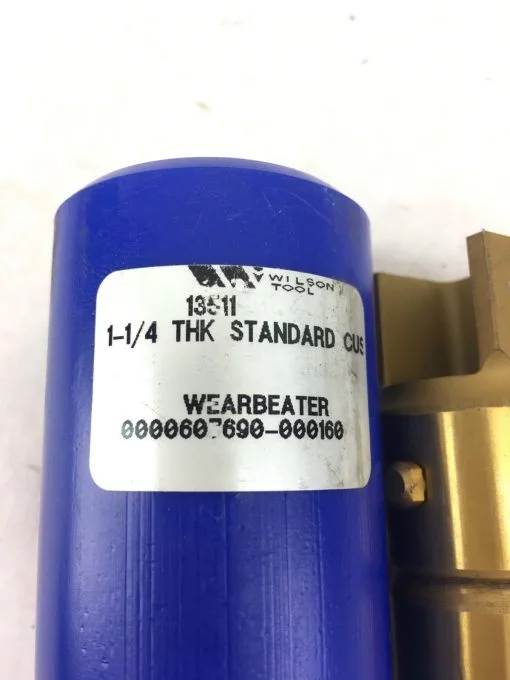 WILSON
TOOL
13511
1-1/4 THK STANDARD CUS
WEARBEATER
0000607690-000160